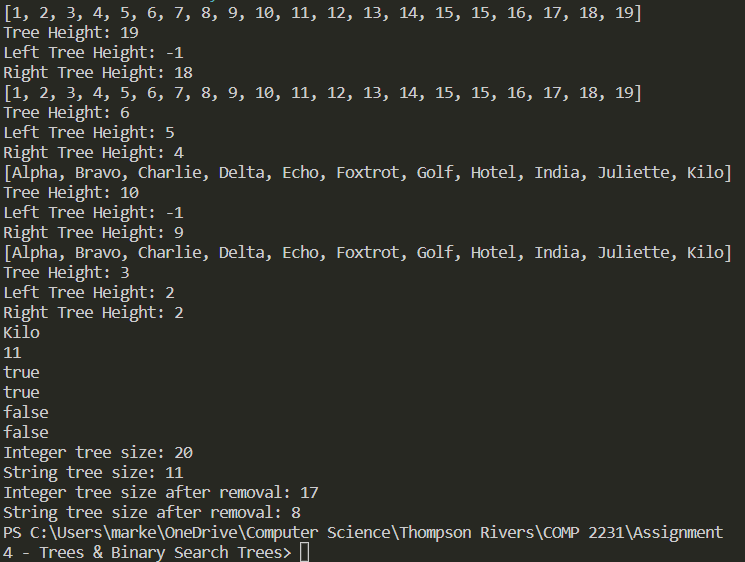 [1, 2, 3, 4, 5, 6, 7, 8, 9, 10, 11, 12, 13, 14, 15, 15, 16, 17, 18, 19]
Tree Height: 19
Left Tree Height: -1
Right Tree Height: 18
[1, 2, 3, 4, 5, 6, 7, 8, 9, 10, 11, 12, 13, 14, 15, 15, 16, 17, 18, 19]
Tree Height: 6
Left Tree Height: 5
Right Tree Height: 4
[Alpha, Bravo, Charlie, Delta, Echo, Foxtrot, Golf, Hotel, India, Juliette, Kilo]
Tree Height: 10
Left Tree Height: -1
Right Tree Height: 9
[Alpha, Bravo, Charlie, Delta, Echo, Foxtrot, Golf, Hotel, India, Juliette, Kilo]
Tree Height: 3
Left Tree Height: 2
Right Tree Height: 2
Kilo
11
true
true
false
false
Integer tree size: 20
String tree size: 11
Integer tree size after removal: 17
String tree size after removal: 8
PS C:\Users\marke\OneDrive\Computer Science\Thompson Rivers\COMP 2231\Assignment
4 - Trees & Binary Search Trees>